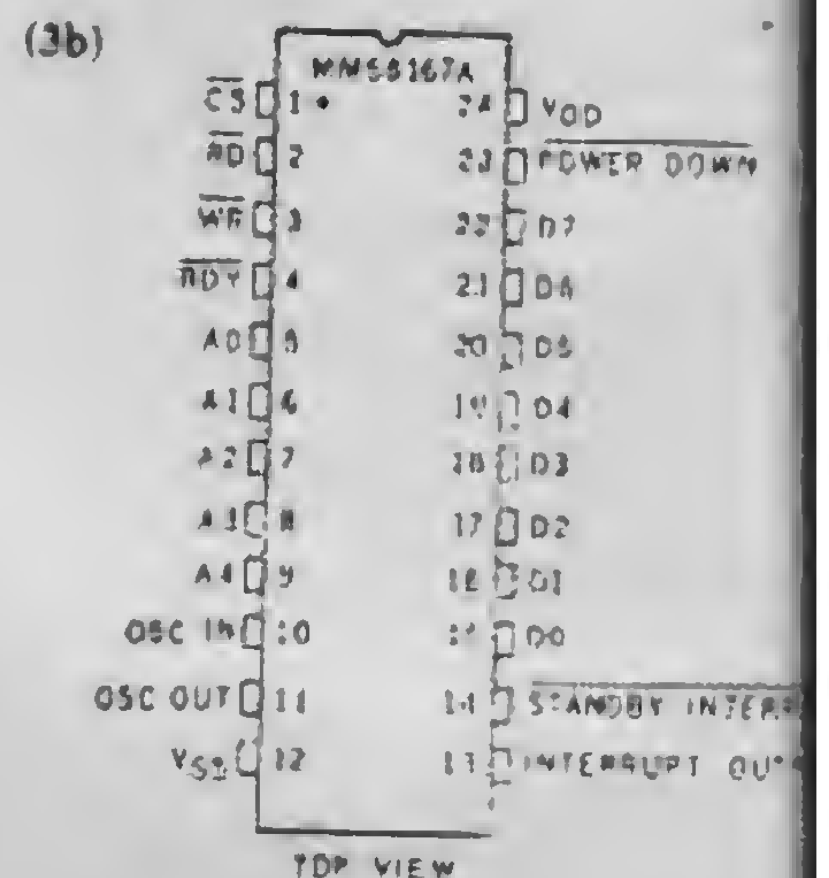 (3b)
MM58167A
CS 1 24 VDD
RD 2 23 POWER DOWN
WR 3 22 D7
RDY 4 21 D6
A0 5 20 D5
A1 6 19 D4
A2 7 18 D3
A3 8 17 D2
A4 9 16 D1
OSC IN 10 15 D0
OSC OUT 11 14 STANDBY INTERR
VSS 12 13 INTERRUPT OUT
TOP VIEW